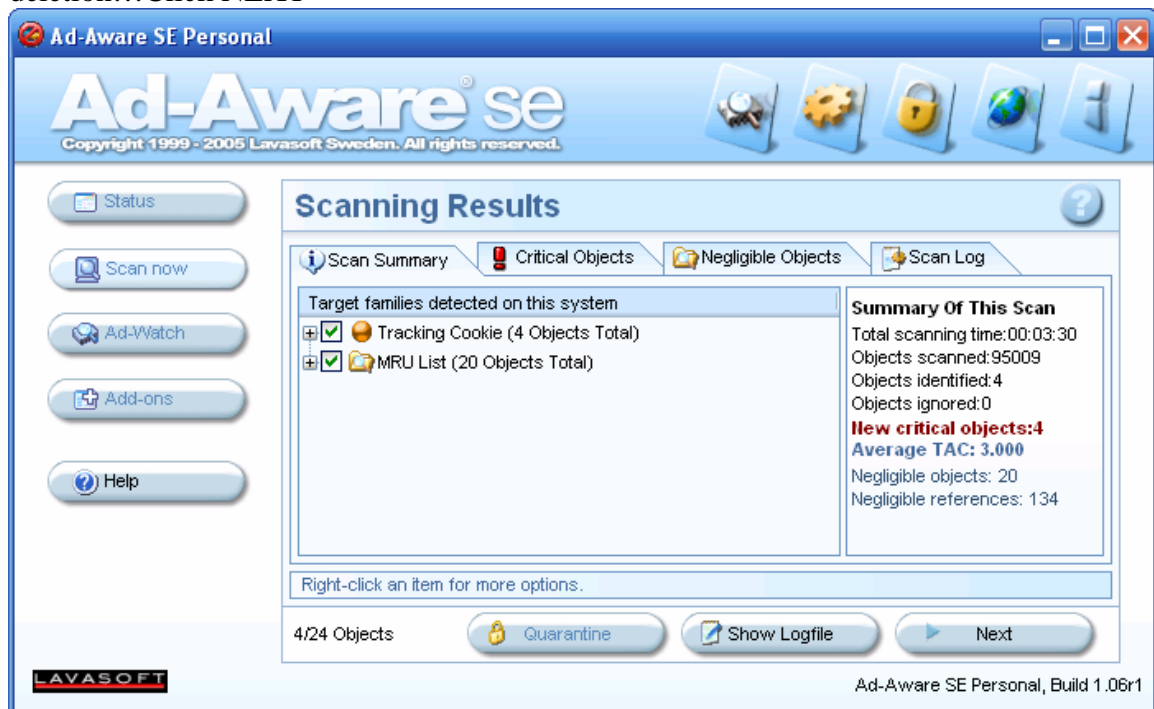 deletion…Click NEXT
Ad-Aware SE Personal
Ad-Aware® SE
Copyright 1999 - 2005 Lavasoft Sweden. All rights reserved.
Status
Scan now
Ad-Watch
Add-ons
Help
Scanning Results
Scan Summary
Critical Objects
Negligible Objects
Scan Log
Target families detected on this system
Tracking Cookie (4 Objects Total)
MRU List (20 Objects Total)
Summary Of This Scan
Total scanning time:00:03:30
Objects scanned:95009
Objects identified:4
Objects ignored:0
New critical objects:4
Average TAC: 3.000
Negligible objects: 20
Negligible references: 134
Right-click an item for more options.
4/24 Objects
Quarantine
Show Logfile
Next
LAVASOFT
Ad-Aware SE Personal, Build 1.06r1